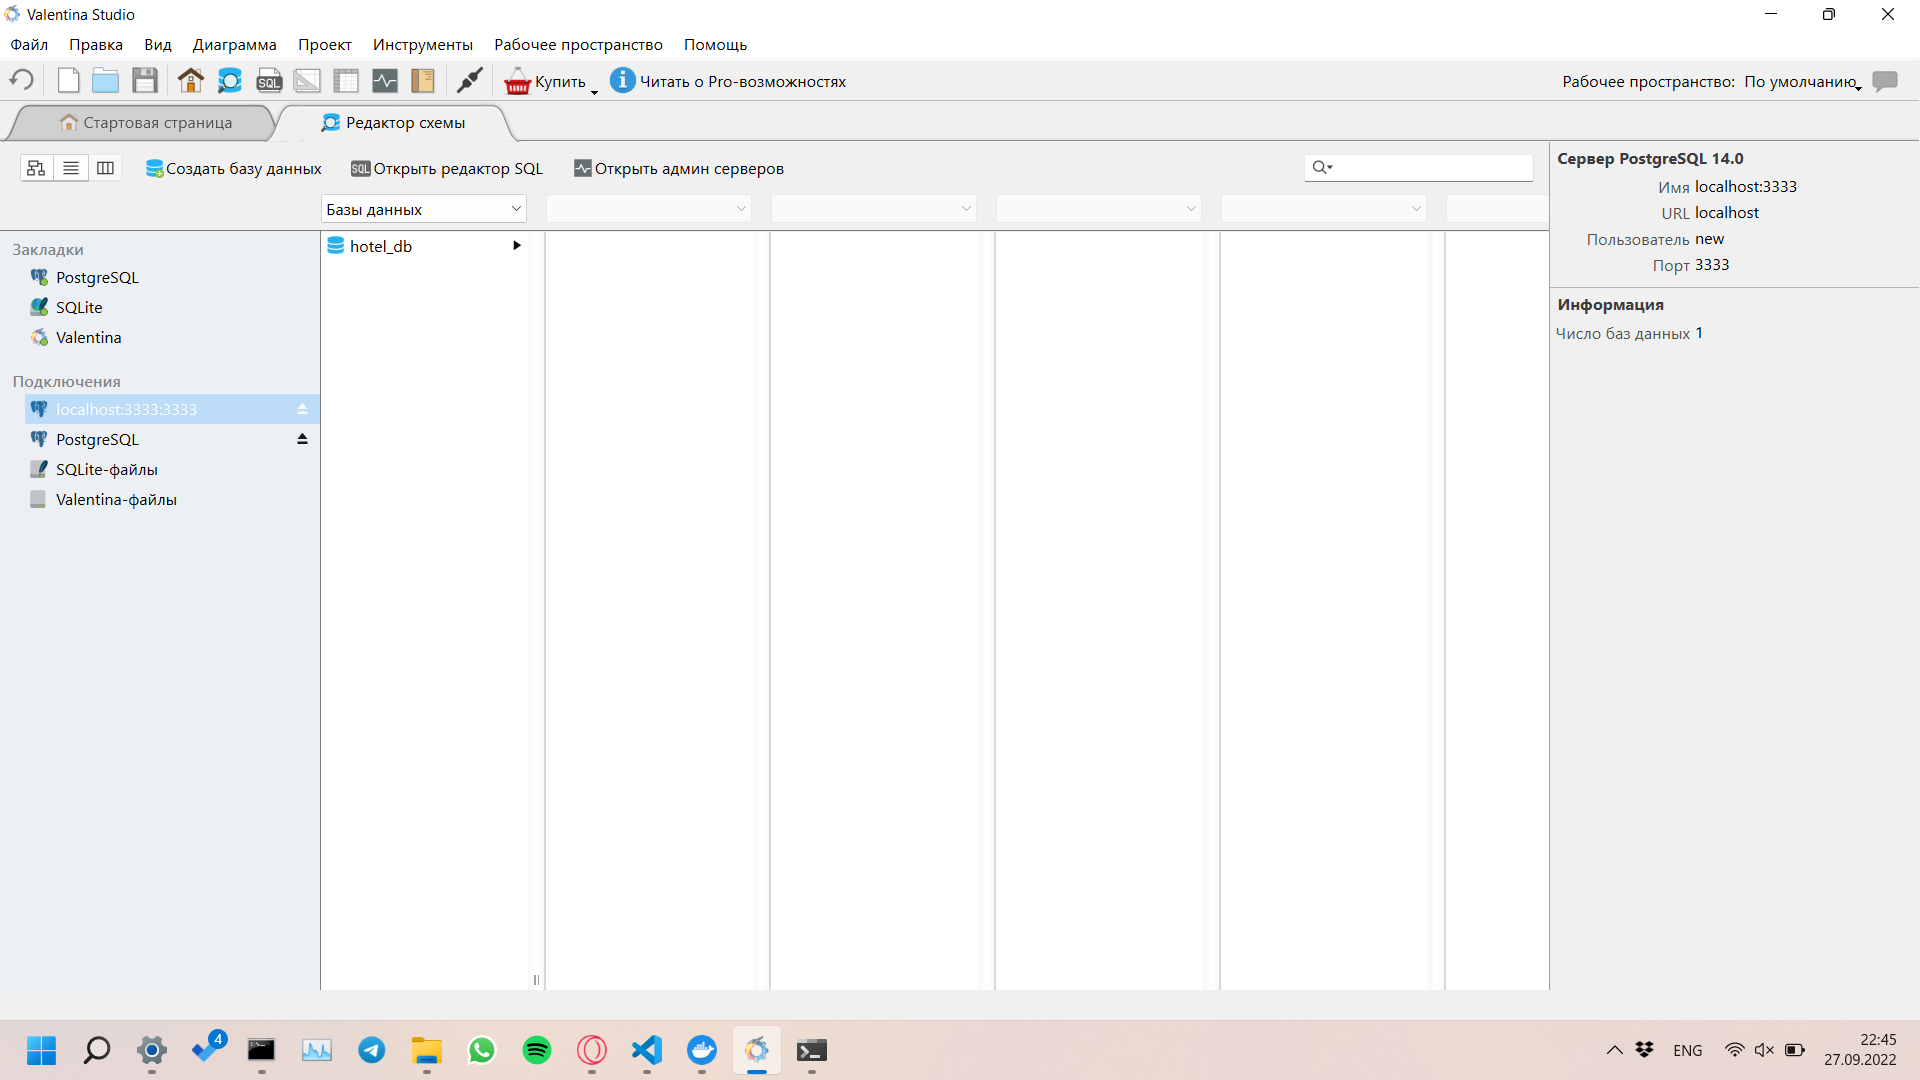 Valentina Studio
Файл Правка Вид Диаграмма Проект Инструменты Рабочее пространство Помощь
SQL Купить i Читать о Pro-возможностях Рабочее пространство: По умолчанию
Стартовая страница Редактор схемы
Создать базу данных SQL Открыть редактор SQL Открыть админ серверов
Базы данных
Закладки
PostgreSQL
SQLite
Valentina
Подключения
localhost:3333:3333
PostgreSQL
SQLite-файлы
Valentina-файлы
hotel_db
Сервер PostgreSQL 14.0
Имя localhost:3333
URL localhost
Пользователь new
Порт 3333
Информация
Число баз данных 1
4
ENG
22:45
27.09.2022